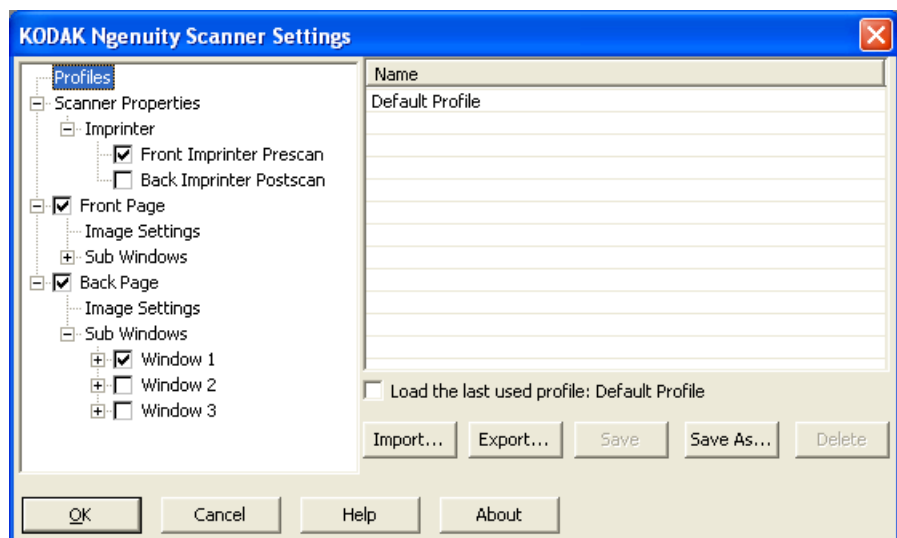 KODAK Ngenuity Scanner Settings
Profiles
Scanner Properties
Imprinter
Front Imprinter Prescan
Back Imprinter Postscan
Front Page
Image Settings
Sub Windows
Back Page
Image Settings
Sub Windows
Window 1
Window 2
Window 3
Name
Default Profile
Load the last used profile: Default Profile
Import... Export... Save Save As... Delete
OK Cancel Help About